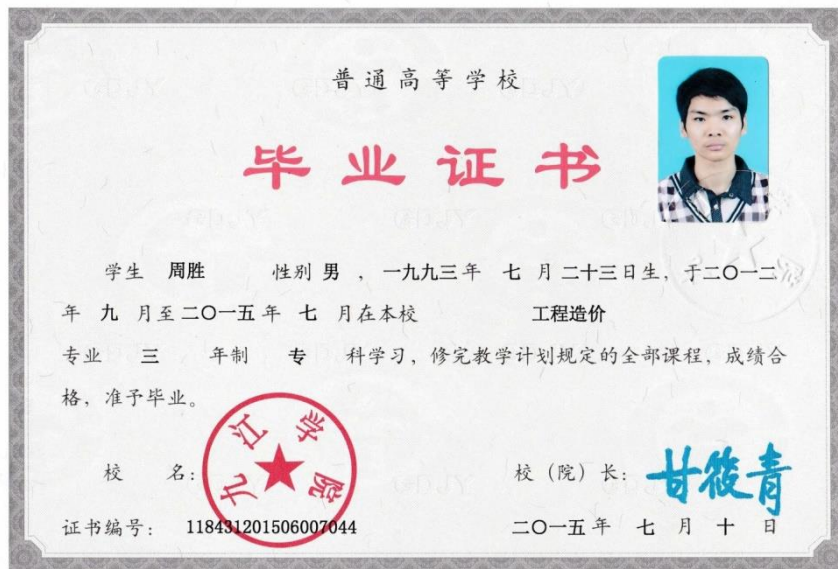 普通高等学校
毕业证书
学生 周胜 性别 男 ，一九九三年 七 月 二十三日生，于二〇一二
年 九 月至二〇一五年 七 月在本校 工程造价
专业 三 年制 专 科学习，修完教学计划规定的全部课程，成绩合
格，准予毕业。
校 名：
九江学院
校（院）长：甘筱青
证书编号： 118431201506007044
二〇一五年 七 月 十 日